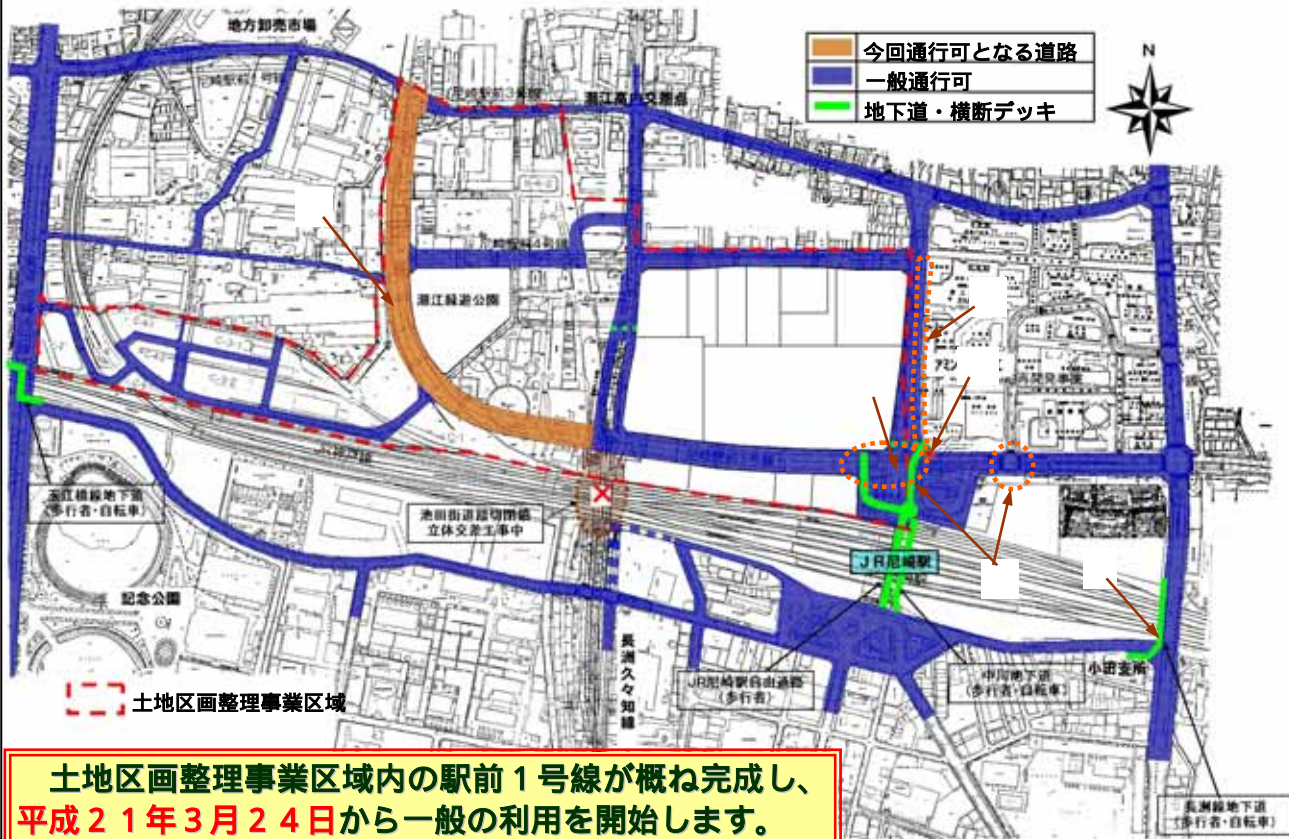 地方卸売市場
今回通行可となる道路
一般通行可
地下道・横断デッキ
N
潮江緑遊公園
玉江橋線地下道
(歩行者・自転車)
池田街道踏切閉鎖
立体交差工事中
JR尼崎駅
記念公園
長洲久々知線
JR尼崎駅自由通路
(歩行者)
中川地下道
(歩行者・自転車)
小田支所
土地区画整理事業区域
長洲線地下道
(歩行者・自転車)
土地区画整理事業区域内の駅前１号線が概ね完成し、
平成２１年３月２４日から一般の利用を開始します。